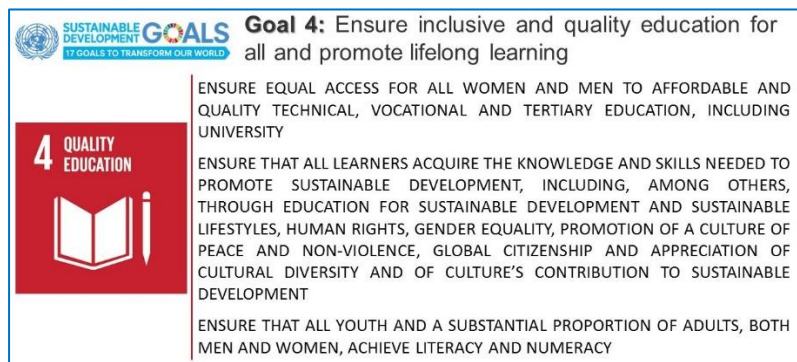 SUSTAINABLE
DEVELOPMENT GOALS
17 GOALS TO TRANSFORM OUR WORLD
Goal 4: Ensure inclusive and quality education for
all and promote lifelong learning
4 QUALITY
EDUCATION
ENSURE EQUAL ACCESS FOR ALL WOMEN AND MEN TO AFFORDABLE AND
QUALITY TECHNICAL, VOCATIONAL AND TERTIARY EDUCATION, INCLUDING
UNIVERSITY
ENSURE THAT ALL LEARNERS ACQUIRE THE KNOWLEDGE AND SKILLS NEEDED TO
PROMOTE SUSTAINABLE DEVELOPMENT, INCLUDING, AMONG OTHERS,
THROUGH EDUCATION FOR SUSTAINABLE DEVELOPMENT AND SUSTAINABLE
LIFESTYLES, HUMAN RIGHTS, GENDER EQUALITY, PROMOTION OF A CULTURE OF
PEACE AND NON-VIOLENCE, GLOBAL CITIZENSHIP AND APPRECIATION OF
CULTURAL DIVERSITY AND OF CULTURE'S CONTRIBUTION TO SUSTAINABLE
DEVELOPMENT
ENSURE THAT ALL YOUTH AND A SUBSTANTIAL PROPORTION OF ADULTS, BOTH
MEN AND WOMEN, ACHIEVE LITERACY AND NUMERACY